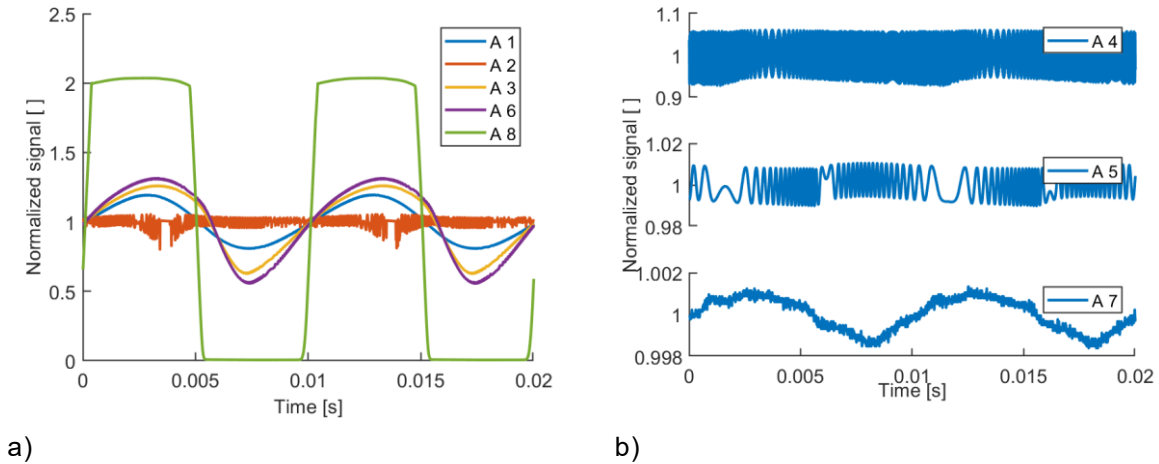 2.5
2
1.5
1
0.5
0
Normalized signal [ ]
A 1
A 2
A 3
A 6
A 8
0 0.005 0.01 0.015 0.02
Time [s]
a)
1.1
1
0.9
A 4
1.02
1
0.98
A 5
Normalized signal [ ]
1.002
1
0.998
A 7
0 0.005 0.01 0.015 0.02
Time [s]
b)